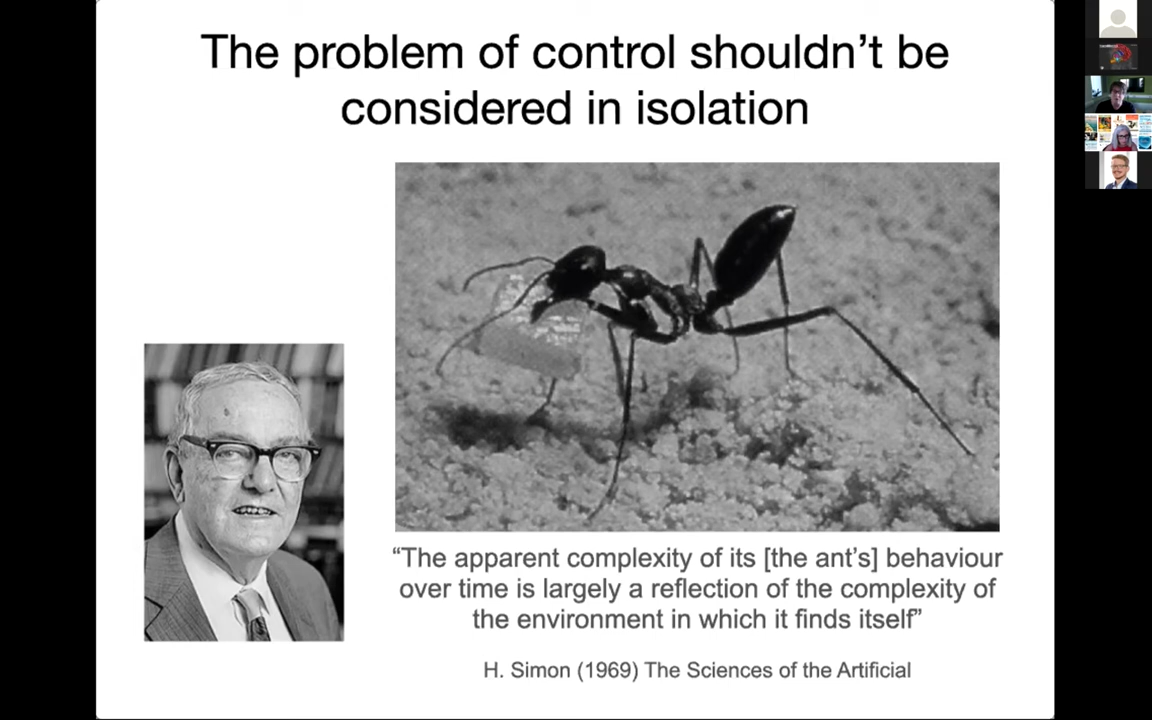 The problem of control shouldn’t be
considered in isolation
“The apparent complexity of its [the ant’s] behaviour
over time is largely a reflection of the complexity of
the environment in which it finds itself”
H. Simon (1969) The Sciences of the Artificial